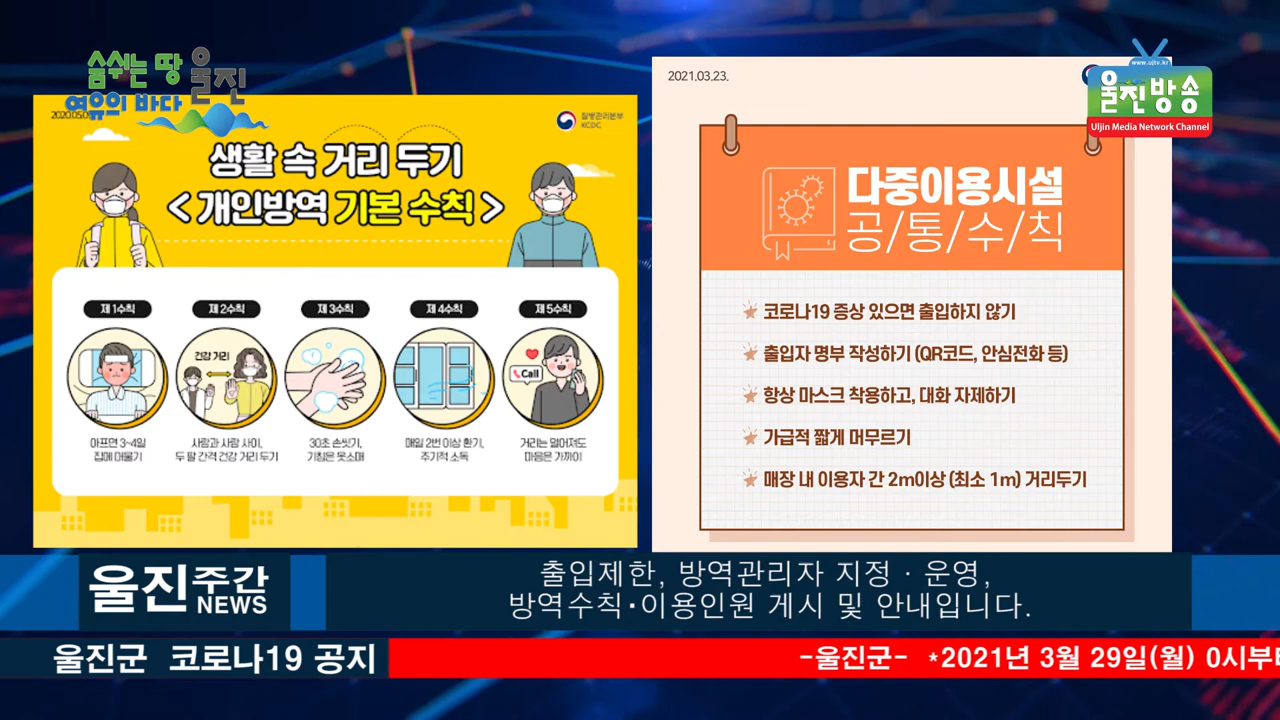 숨쉬는 땅 울진
여유의 바다
2020.05.0
질병관리본부
KCDC
생활 속 거리 두기
< 개인방역 기본 수칙 >
제 1수칙
제 2수칙
제 3수칙
제 4수칙
제 5수칙
건강 거리
Call
아프면 3~4일
집에 머물기
사람과 사람 사이,
두 팔 간격 건강 거리 두기
30초 손씻기,
기침은 옷소매
매일 2번 이상 환기,
주기적 소독
거리는 멀어져도
마음은 가까이
2021.03.23.
www.ujtv.kr
울진방송
Uljin Media Network Channel
다중이용시설
공/통/수/칙
코로나19 증상 있으면 출입하지 않기
출입자 명부 작성하기 (QR코드, 안심전화 등)
항상 마스크 착용하고, 대화 자제하기
가급적 짧게 머무르기
매장 내 이용자 간 2m이상 (최소 1m) 거리두기
울진주간
NEWS
출입제한, 방역관리자 지정 · 운영,
방역수칙·이용인원 게시 및 안내입니다.
울진군 코로나19 공지
-울진군- *2021년 3월 29일(월) 0시부터